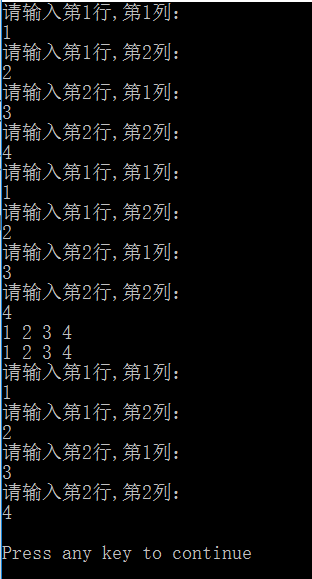 请输入第1行,第1列:
1
请输入第1行,第2列:
2
请输入第2行,第1列:
3
请输入第2行,第2列:
4
请输入第1行,第1列:
1
请输入第1行,第2列:
2
请输入第2行,第1列:
3
请输入第2行,第2列:
4
1 2 3 4
1 2 3 4
请输入第1行,第1列:
1
请输入第1行,第2列:
2
请输入第2行,第1列:
3
请输入第2行,第2列:
4
Press any key to continue